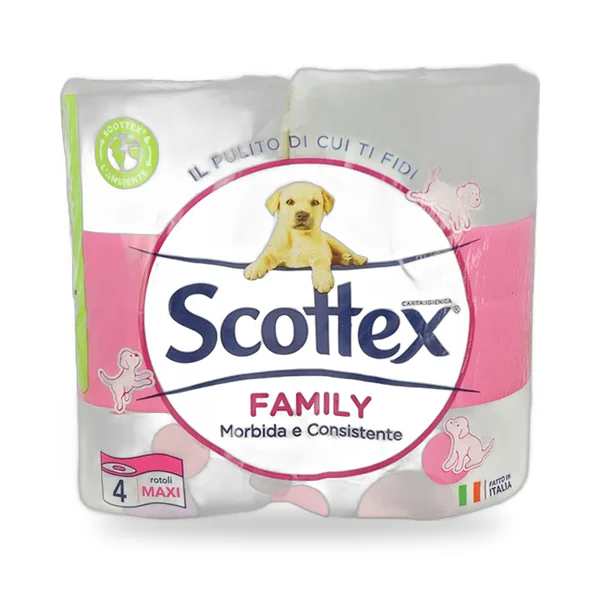 SCOTTEX® &
L'AMBIENTE
IL PULITO DI CUI TI FIDI
CARTA IGIENICA
Scottex®
FAMILY
Morbida e Consistente
4 rotoli
MAXI
FATTO IN
ITALIA